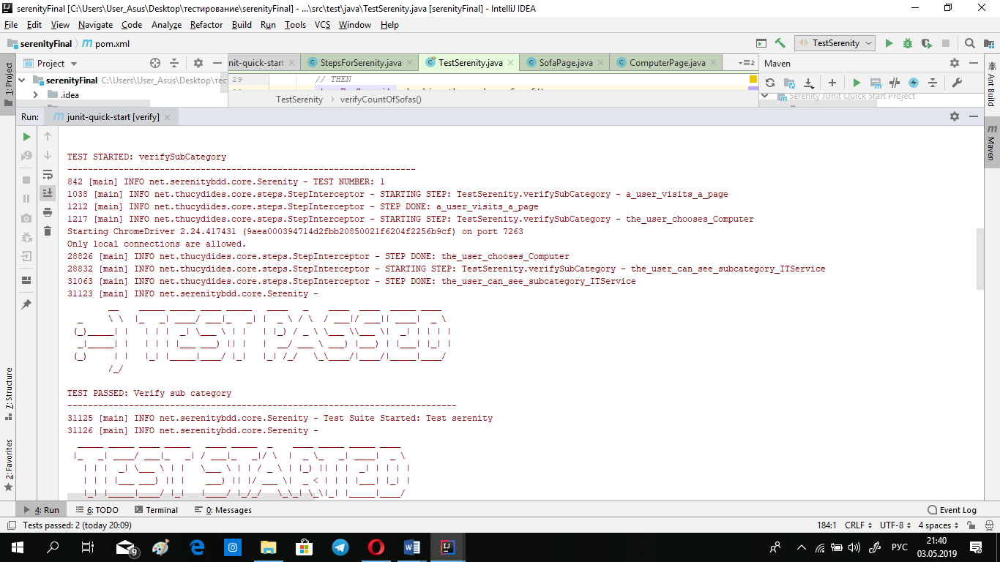 serenityFinal [C:\Users\User_Asus\Desktop\тестирование\serenityFinal] - ...\src\test\java\TestSerenity.java [serenityFinal] - IntelliJ IDEA
File Edit View Navigate Code Analyze Refactor Build Run Tools VCS Window Help
serenityFinal pom.xml TestSerenity
1: Project
Project
nit-quick-start StepsForSerenity.java TestSerenity.java SofaPage.java ComputerPage.java 2 Maven
serenityFinal C:\Users\User_Asus\Desktop\тес
.idea
29 // THEN
TestSerenity verifyCountOfSofas()
Serenity JUnit Quick Start Project
Ant Build
Maven
Run: junit-quick-start [verify]
TEST STARTED: verifySubCategory
----------------------------------------------------------------------
842 [main] INFO net.serenitybdd.core.Serenity - TEST NUMBER: 1
1038 [main] INFO net.thucydides.core.steps.StepInterceptor - STARTING STEP: TestSerenity.verifySubCategory - a_user_visits_a_page
1212 [main] INFO net.thucydides.core.steps.StepInterceptor - STEP DONE: a_user_visits_a_page
1217 [main] INFO net.thucydides.core.steps.StepInterceptor - STARTING STEP: TestSerenity.verifySubCategory - the_user_chooses_Computer
Starting ChromeDriver 2.24.417431 (9aea000394714d2fbb20850021f6204f2256b9cf) on port 7263
Only local connections are allowed.
28826 [main] INFO net.thucydides.core.steps.StepInterceptor - STEP DONE: the_user_chooses_Computer
28832 [main] INFO net.thucydides.core.steps.StepInterceptor - STARTING STEP: TestSerenity.verifySubCategory - the_user_can_see_subcategory_ITService
31063 [main] INFO net.thucydides.core.steps.StepInterceptor - STEP DONE: the_user_can_see_subcategory_ITService
31123 [main] INFO net.serenitybdd.core.Serenity -
:-) TEST PASSED
TEST PASSED: Verify sub category
------------------------------------------------------------------------------
31125 [main] INFO net.serenitybdd.core.Serenity - Test Suite Started: Test serenity
31126 [main] INFO net.serenitybdd.core.Serenity -
TEST STARTED
7: Structure
2: Favorites
4: Run 6: TODO Terminal 0: Messages Event Log
Tests passed: 2 (today 20:09) 184:1 CRLF UTF-8 4 spaces
9 РУС 21:40
03.05.2019